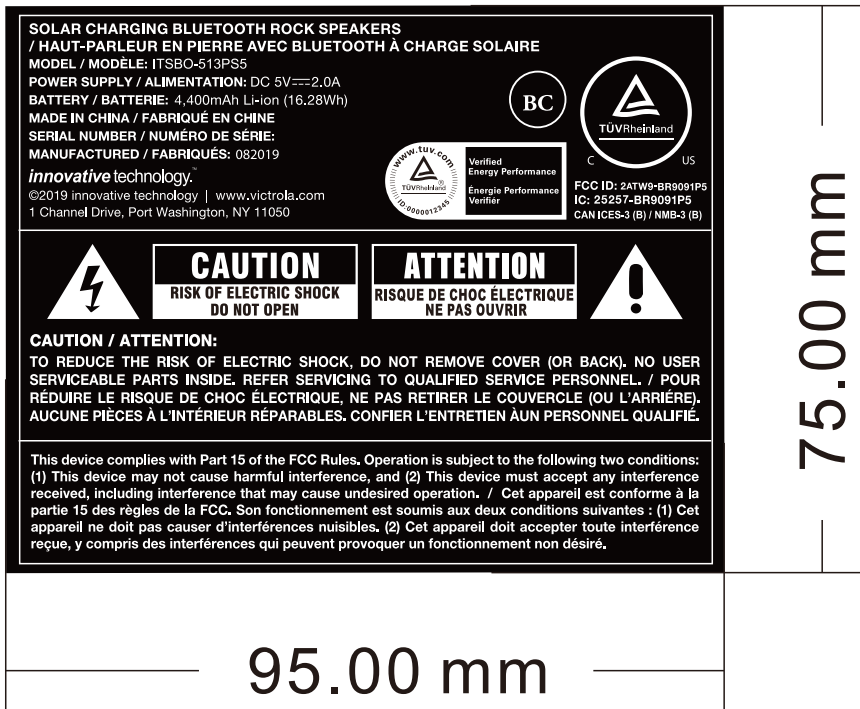 SOLAR CHARGING BLUETOOTH ROCK SPEAKERS
/ HAUT-PARLEUR EN PIERRE AVEC BLUETOOTH À CHARGE SOLAIRE
MODEL / MODÈLE: ITSBO-513PS5
POWER SUPPLY / ALIMENTATION: DC 5V⎓2.0A
BATTERY / BATTERIE: 4,400mAh Li-ion (16.28Wh)
MADE IN CHINA / FABRIQUÉ EN CHINE
SERIAL NUMBER / NUMÉRO DE SÉRIE:
MANUFACTURED / FABRIQUÉS: 082019
innovative technology.™
©2019 innovative technology | www.victrola.com
1 Channel Drive, Port Washington, NY 11050
BC
www.tuv.com
TÜVRheinland®
ID:0000012345
Verified
Energy Performance
Énergie Performance
Verifiér
TÜVRheinland
C US
FCC ID: 2ATW9-BR9091P5
IC: 25257-BR9091P5
CAN ICES-3 (B) / NMB-3 (B)
CAUTION
RISK OF ELECTRIC SHOCK
DO NOT OPEN
ATTENTION
RISQUE DE CHOC ÉLECTRIQUE
NE PAS OUVRIR
CAUTION / ATTENTION:
TO REDUCE THE RISK OF ELECTRIC SHOCK, DO NOT REMOVE COVER (OR BACK). NO USER
SERVICEABLE PARTS INSIDE. REFER SERVICING TO QUALIFIED SERVICE PERSONNEL. / POUR
RÉDUIRE LE RISQUE DE CHOC ÉLECTRIQUE, NE PAS RETIRER LE COUVERCLE (OU L'ARRIÉRE).
AUCUNE PIÈCES À L'INTÉRIEUR RÉPARABLES. CONFIER L'ENTRETIEN ÀUN PERSONNEL QUALIFIÉ.
This device complies with Part 15 of the FCC Rules. Operation is subject to the following two conditions:
(1) This device may not cause harmful interference, and (2) This device must accept any interference
received, including interference that may cause undesired operation. / Cet appareil est conforme à la
partie 15 des règles de la FCC. Son fonctionnement est soumis aux deux conditions suivantes : (1) Cet
appareil ne doit pas causer d'interférences nuisibles. (2) Cet appareil doit accepter toute interférence
reçue, y compris des interférences qui peuvent provoquer un fonctionnement non désiré.
75.00 mm
95.00 mm